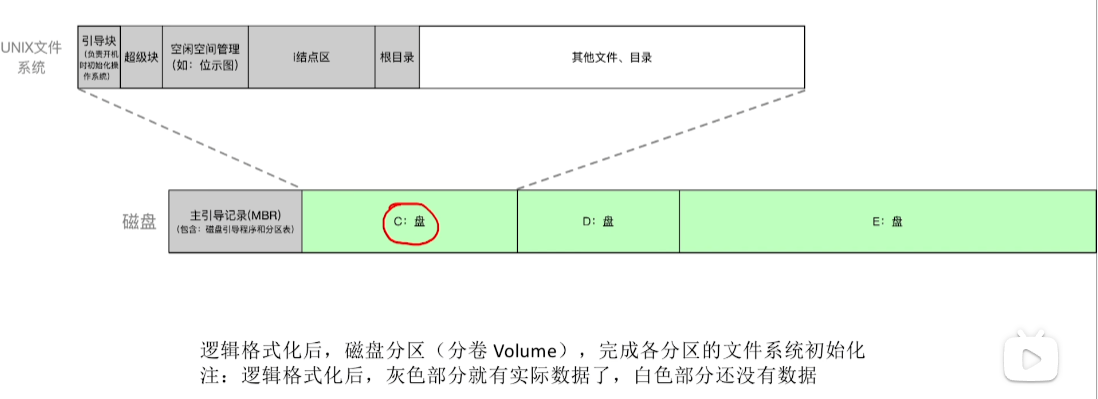 UNIX文件
系统
引导块
(负责开机
时初始化操
作系统)
超级块
空闲空间管理
(如：位示图)
i结点区
根目录
其他文件、目录
磁盘
主引导记录(MBR)
(包含：磁盘引导程序和分区表)
C：盘
D：盘
E：盘
逻辑格式化后，磁盘分区（分卷 Volume），完成各分区的文件系统初始化
注：逻辑格式化后，灰色部分就有实际数据了，白色部分还没有数据